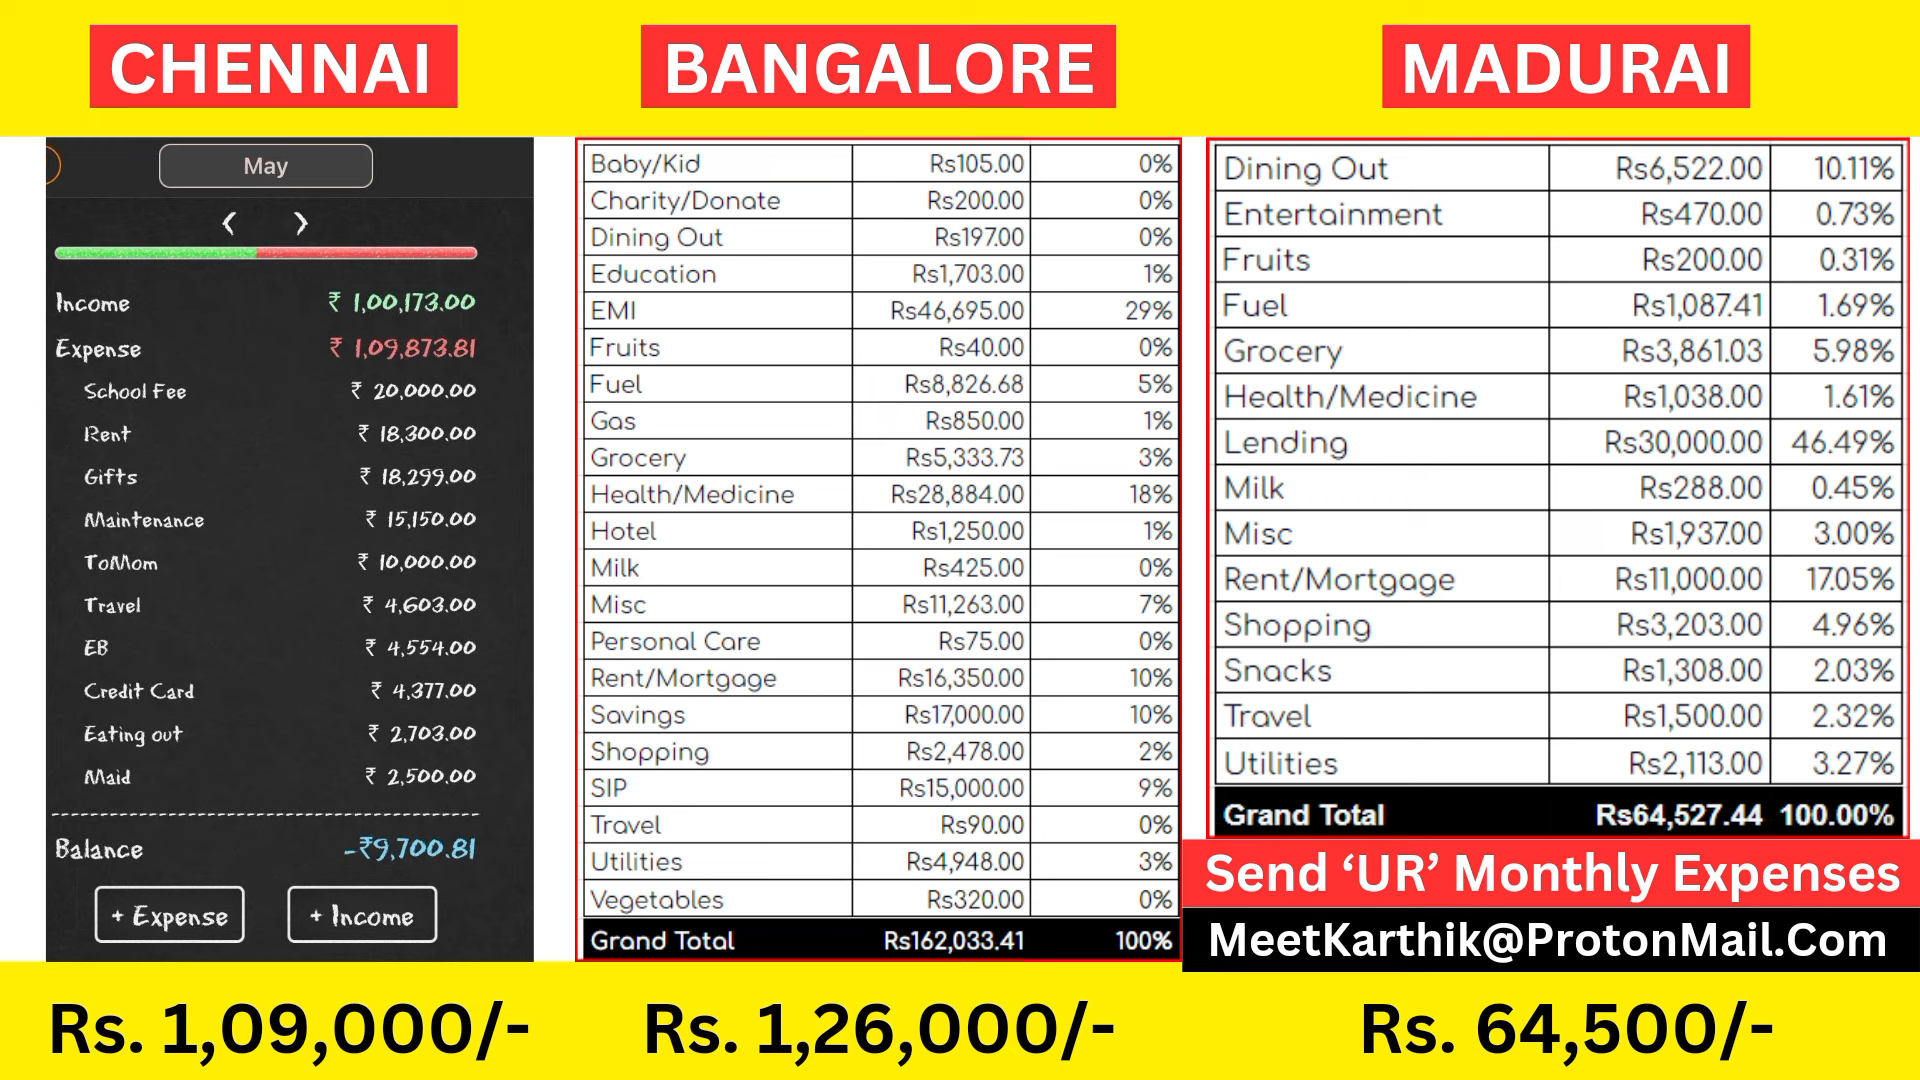 CHENNAI
May
Income ₹ 1,00,173.00
Expense ₹ 1,09,873.81
School Fee ₹ 20,000.00
Rent ₹ 18,300.00
Gifts ₹ 18,299.00
Maintenance ₹ 15,150.00
ToMom ₹ 10,000.00
Travel ₹ 4,603.00
EB ₹ 4,554.00
Credit Card ₹ 4,377.00
Eating out ₹ 2,703.00
Maid ₹ 2,500.00
Balance -₹9,700.81
+ Expense + Income
Rs. 1,09,000/-
BANGALORE
Baby/Kid Rs105.00 0%
Charity/Donate Rs200.00 0%
Dining Out Rs197.00 0%
Education Rs1,703.00 1%
EMI Rs46,695.00 29%
Fruits Rs40.00 0%
Fuel Rs8,826.68 5%
Gas Rs850.00 1%
Grocery Rs5,333.73 3%
Health/Medicine Rs28,884.00 18%
Hotel Rs1,250.00 1%
Milk Rs425.00 0%
Misc Rs11,263.00 7%
Personal Care Rs75.00 0%
Rent/Mortgage Rs16,350.00 10%
Savings Rs17,000.00 10%
Shopping Rs2,478.00 2%
SIP Rs15,000.00 9%
Travel Rs90.00 0%
Utilities Rs4,948.00 3%
Vegetables Rs320.00 0%
Grand Total Rs162,033.41 100%
Rs. 1,26,000/-
MADURAI
Dining Out Rs6,522.00 10.11%
Entertainment Rs470.00 0.73%
Fruits Rs200.00 0.31%
Fuel Rs1,087.41 1.69%
Grocery Rs3,861.03 5.98%
Health/Medicine Rs1,038.00 1.61%
Lending Rs30,000.00 46.49%
Milk Rs288.00 0.45%
Misc Rs1,937.00 3.00%
Rent/Mortgage Rs11,000.00 17.05%
Shopping Rs3,203.00 4.96%
Snacks Rs1,308.00 2.03%
Travel Rs1,500.00 2.32%
Utilities Rs2,113.00 3.27%
Grand Total Rs64,527.44 100.00%
Send ‘UR’ Monthly Expenses
MeetKarthik@ProtonMail.Com
Rs. 64,500/-